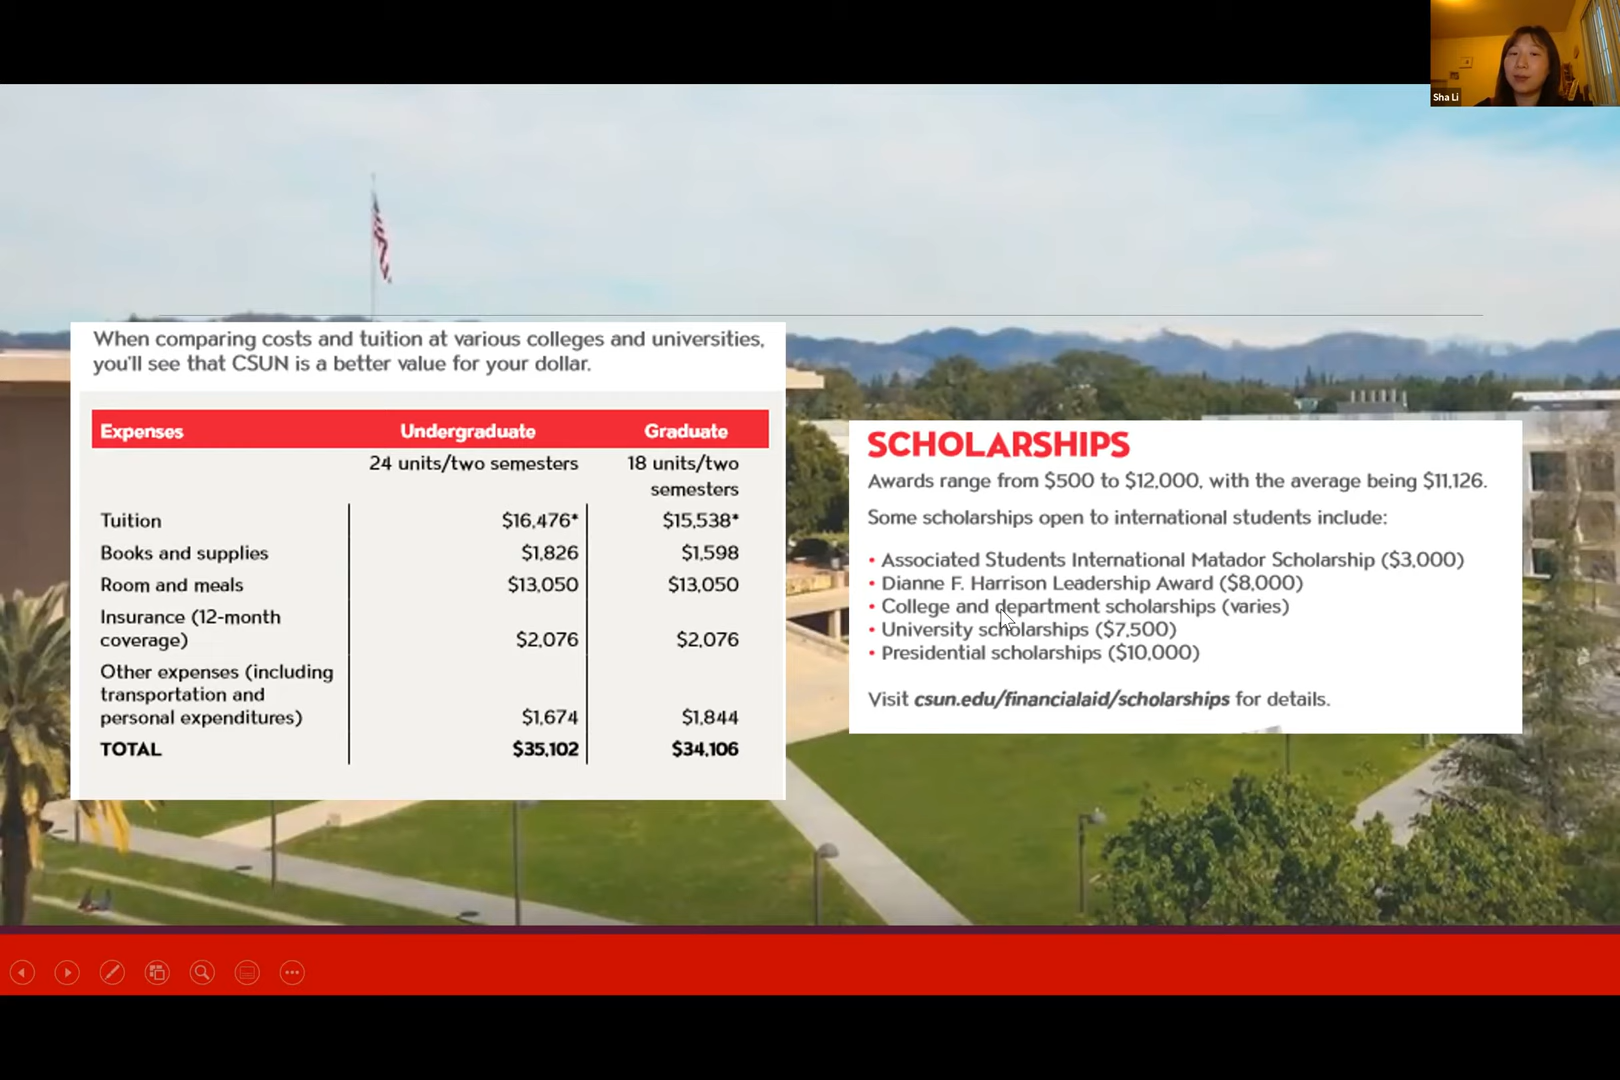 Sha Li
When comparing costs and tuition at various colleges and universities,
you'll see that CSUN is a better value for your dollar.
Expenses Undergraduate Graduate
24 units/two semesters 18 units/two
semesters
Tuition $16,476* $15,538*
Books and supplies $1,826 $1,598
Room and meals $13,050 $13,050
Insurance (12-month
coverage) $2,076 $2,076
Other expenses (including
transportation and
personal expenditures) $1,674 $1,844
TOTAL $35,102 $34,106
SCHOLARSHIPS
Awards range from $500 to $12,000, with the average being $11,126.
Some scholarships open to international students include:
• Associated Students International Matador Scholarship ($3,000)
• Dianne F. Harrison Leadership Award ($8,000)
• College and department scholarships (varies)
• University scholarships ($7,500)
• Presidential scholarships ($10,000)
Visit csun.edu/financialaid/scholarships for details.